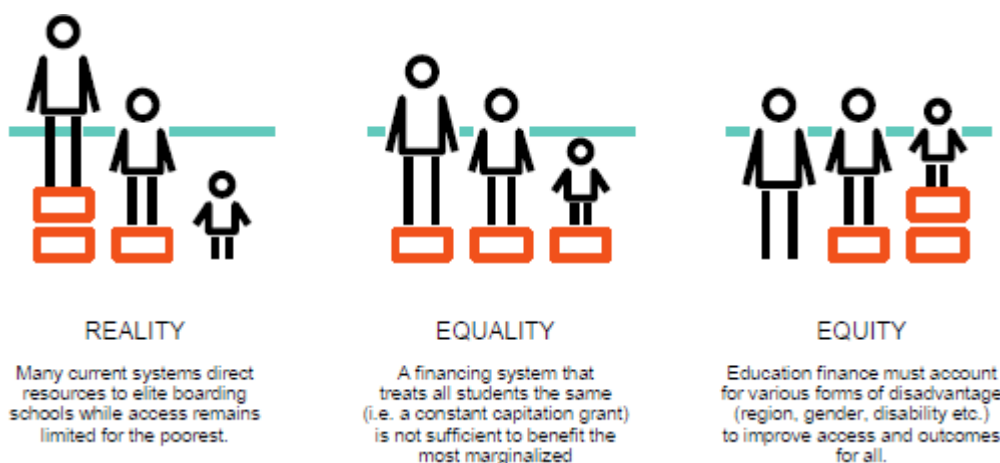 REALITY
Many current systems direct
resources to elite boarding
schools while access remains
limited for the poorest.
EQUALITY
A financing system that
treats all students the same
(i.e. a constant capitation grant)
is not sufficient to benefit the
most marginalized
EQUITY
Education finance must account
for various forms of disadvantage
(region, gender, disability etc.)
to improve access and outcomes
for all.